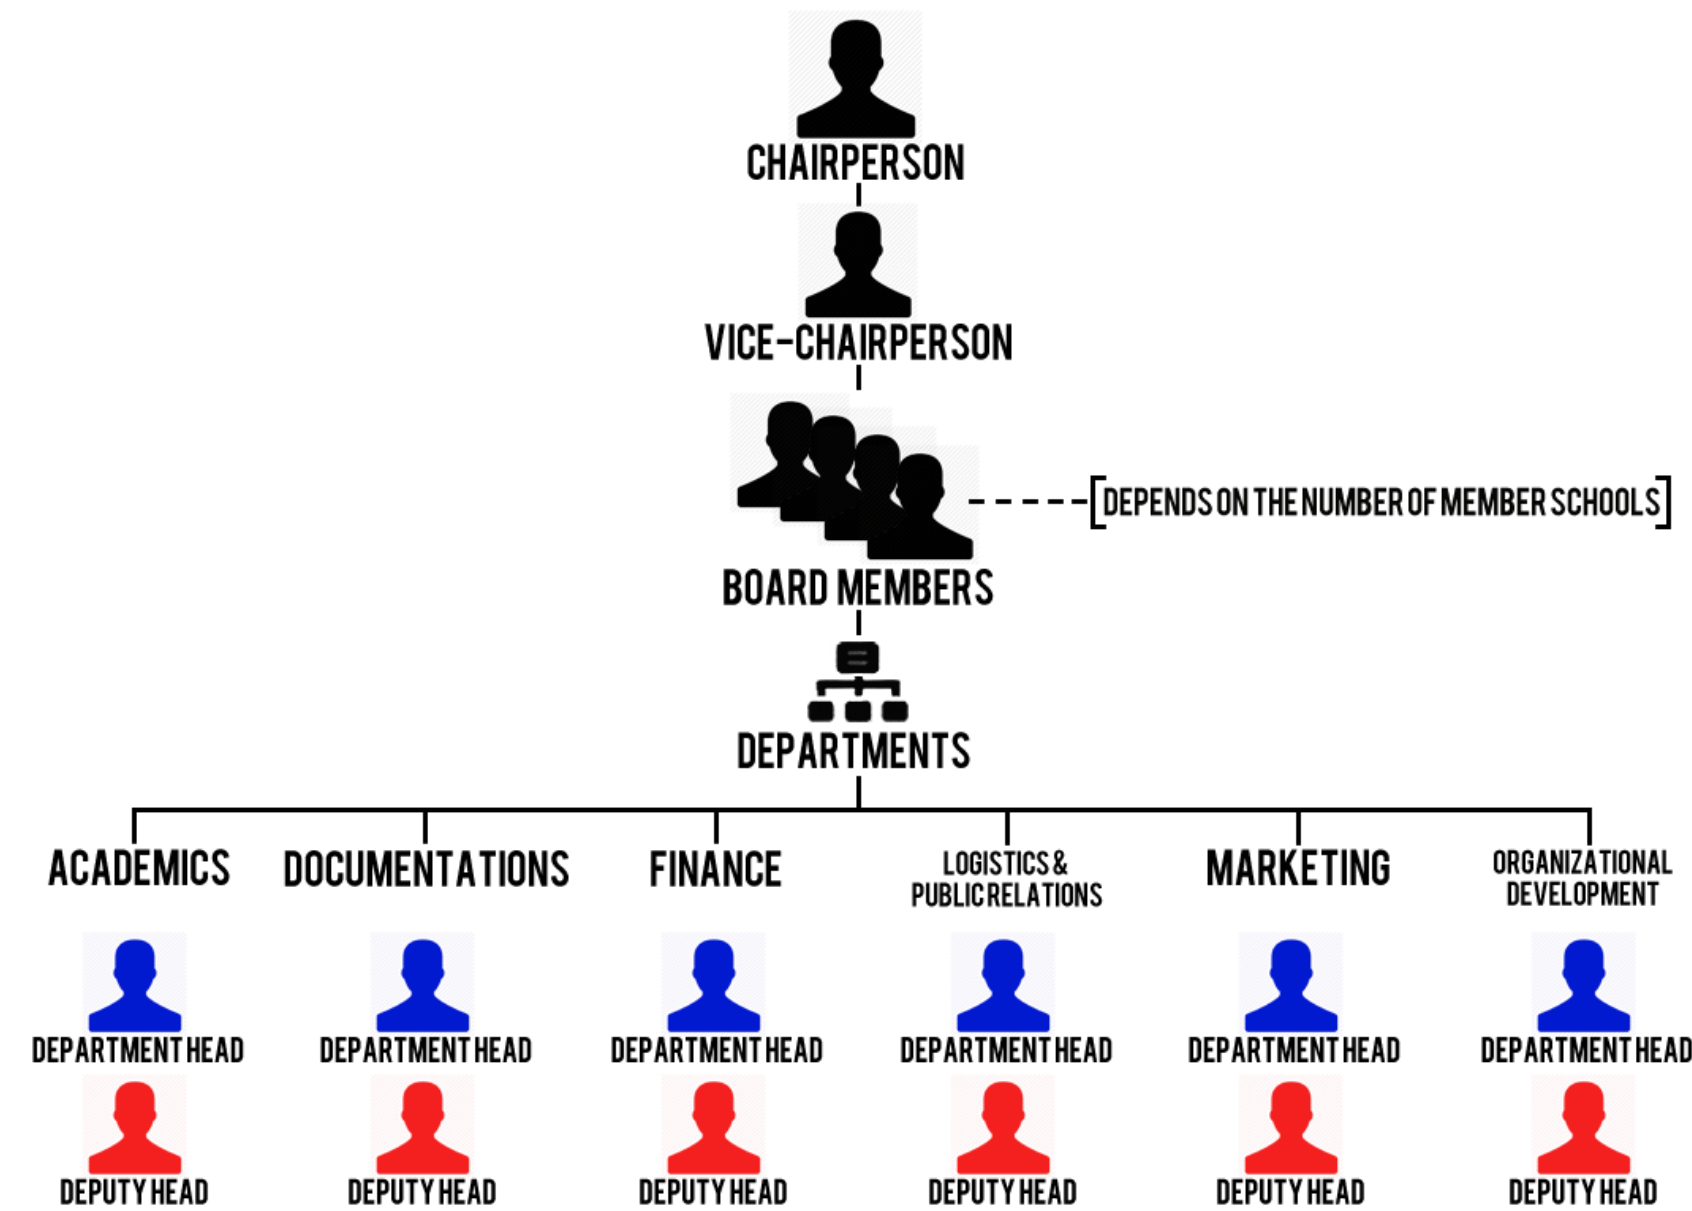 CHAIRPERSON
VICE-CHAIRPERSON
[DEPENDS ON THE NUMBER OF MEMBER SCHOOLS]
BOARD MEMBERS
DEPARTMENTS
ACADEMICS
DOCUMENTATIONS
FINANCE
LOGISTICS &
PUBLIC RELATIONS
MARKETING
ORGANIZATIONAL
DEVELOPMENT
DEPARTMENT HEAD
DEPARTMENT HEAD
DEPARTMENT HEAD
DEPARTMENT HEAD
DEPARTMENT HEAD
DEPARTMENT HEAD
DEPUTY HEAD
DEPUTY HEAD
DEPUTY HEAD
DEPUTY HEAD
DEPUTY HEAD
DEPUTY HEAD